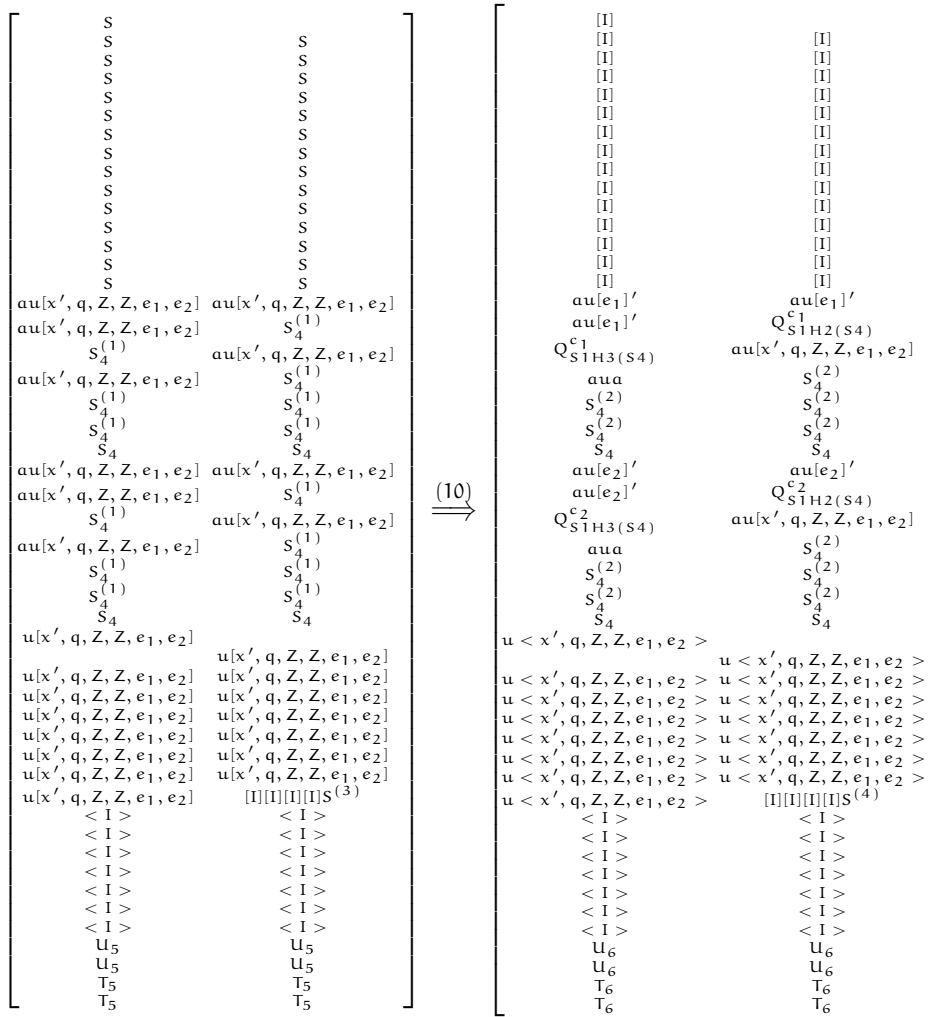 S [I]
S S [I] [I]
S S [I] [I]
S S [I] [I]
S S [I] [I]
S S [I] [I]
S S [I] [I]
S S [I] [I]
S S [I] [I]
S S [I] [I]
S S [I] [I]
S S [I] [I]
S S [I] [I]
S S [I] [I]
S S [I] [I]
au[x′, q, Z, Z, e₁, e₂] au[x′, q, Z, Z, e₁, e₂] au[e₁]′ au[e₁]′
au[x′, q, Z, Z, e₁, e₂] S₄^(1) au[e₁]′ Q^{c₁}_{S1H2(S4)}
S₄^(1) au[x′, q, Z, Z, e₁, e₂] Q^{c₁}_{S1H3(S4)} au[x′, q, Z, Z, e₁, e₂]
au[x′, q, Z, Z, e₁, e₂] S₄^(1) aua S₄^(2)
S₄^(1) S₄^(1) S₄^(2) S₄^(2)
S₄^(1) S₄^(1) S₄^(2) S₄^(2)
S₄ S₄ S₄ S₄
au[x′, q, Z, Z, e₁, e₂] au[x′, q, Z, Z, e₁, e₂] au[e₂]′ au[e₂]′
au[x′, q, Z, Z, e₁, e₂] S₄^(1) (10) ⟹ au[e₂]′ Q^{c₂}_{S1H2(S4)}
S₄^(1) au[x′, q, Z, Z, e₁, e₂] Q^{c₂}_{S1H3(S4)} au[x′, q, Z, Z, e₁, e₂]
au[x′, q, Z, Z, e₁, e₂] S₄^(1) aua S₄^(2)
S₄^(1) S₄^(1) S₄^(2) S₄^(2)
S₄^(1) S₄^(1) S₄^(2) S₄^(2)
S₄ S₄ S₄ S₄
u[x′, q, Z, Z, e₁, e₂] u < x′, q, Z, Z, e₁, e₂ >
u[x′, q, Z, Z, e₁, e₂] u < x′, q, Z, Z, e₁, e₂ >
u[x′, q, Z, Z, e₁, e₂] u[x′, q, Z, Z, e₁, e₂] u < x′, q, Z, Z, e₁, e₂ > u < x′, q, Z, Z, e₁, e₂ >
u[x′, q, Z, Z, e₁, e₂] u[x′, q, Z, Z, e₁, e₂] u < x′, q, Z, Z, e₁, e₂ > u < x′, q, Z, Z, e₁, e₂ >
u[x′, q, Z, Z, e₁, e₂] u[x′, q, Z, Z, e₁, e₂] u < x′, q, Z, Z, e₁, e₂ > u < x′, q, Z, Z, e₁, e₂ >
u[x′, q, Z, Z, e₁, e₂] u[x′, q, Z, Z, e₁, e₂] u < x′, q, Z, Z, e₁, e₂ > u < x′, q, Z, Z, e₁, e₂ >
u[x′, q, Z, Z, e₁, e₂] u[x′, q, Z, Z, e₁, e₂] u < x′, q, Z, Z, e₁, e₂ > u < x′, q, Z, Z, e₁, e₂ >
u[x′, q, Z, Z, e₁, e₂] u[x′, q, Z, Z, e₁, e₂] u < x′, q, Z, Z, e₁, e₂ > u < x′, q, Z, Z, e₁, e₂ >
u[x′, q, Z, Z, e₁, e₂] [I][I][I][I]S^(3) u < x′, q, Z, Z, e₁, e₂ > [I][I][I][I]S^(4)
< I > < I > < I > < I >
< I > < I > < I > < I >
< I > < I > < I > < I >
< I > < I > < I > < I >
< I > < I > < I > < I >
< I > < I > < I > < I >
< I > < I > < I > < I >
U₅ U₅ U₆ U₆
U₅ U₅ U₆ U₆
T₅ T₅ T₆ T₆
T₅ T₅ T₆ T₆